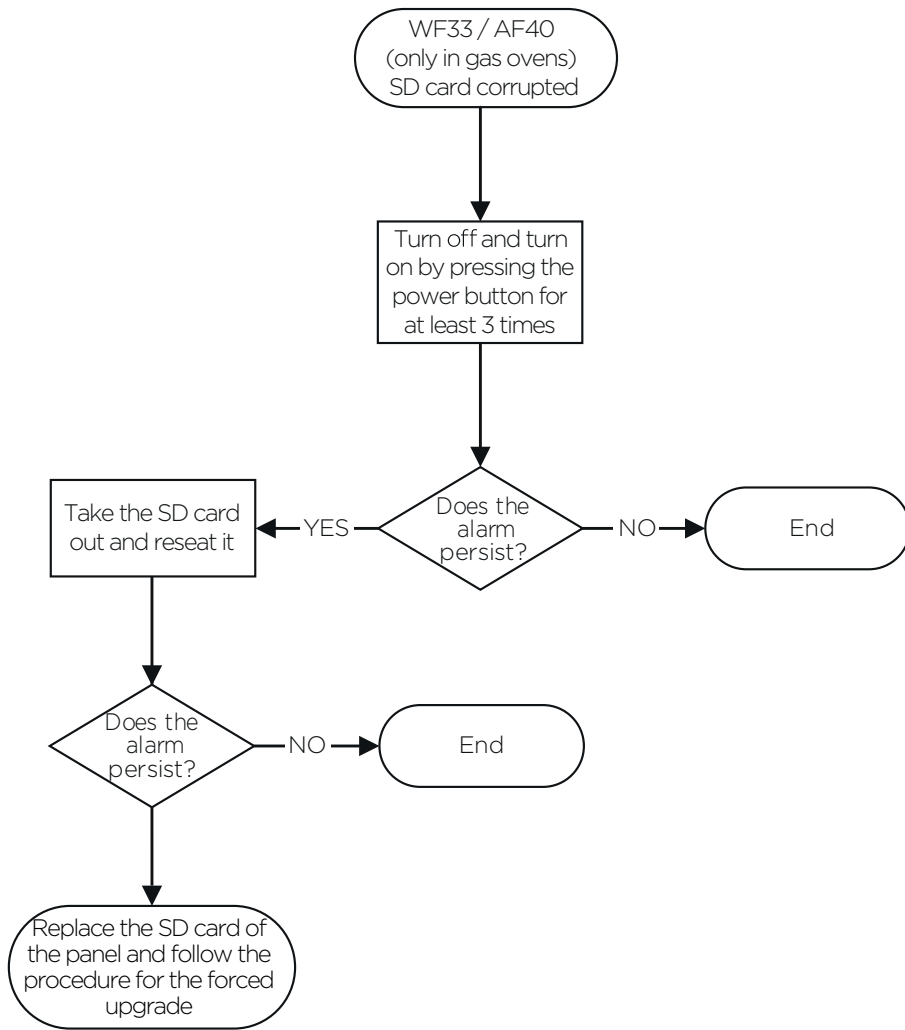 WF33 / AF40
(only in gas ovens)
SD card corrupted
Turn off and turn
on by pressing the
power button for
at least 3 times
Does the
alarm
persist?
NO
End
YES
Take the SD card
out and reseat it
Does the
alarm
persist?
NO
End
Replace the SD card of
the panel and follow the
procedure for the forced
upgrade